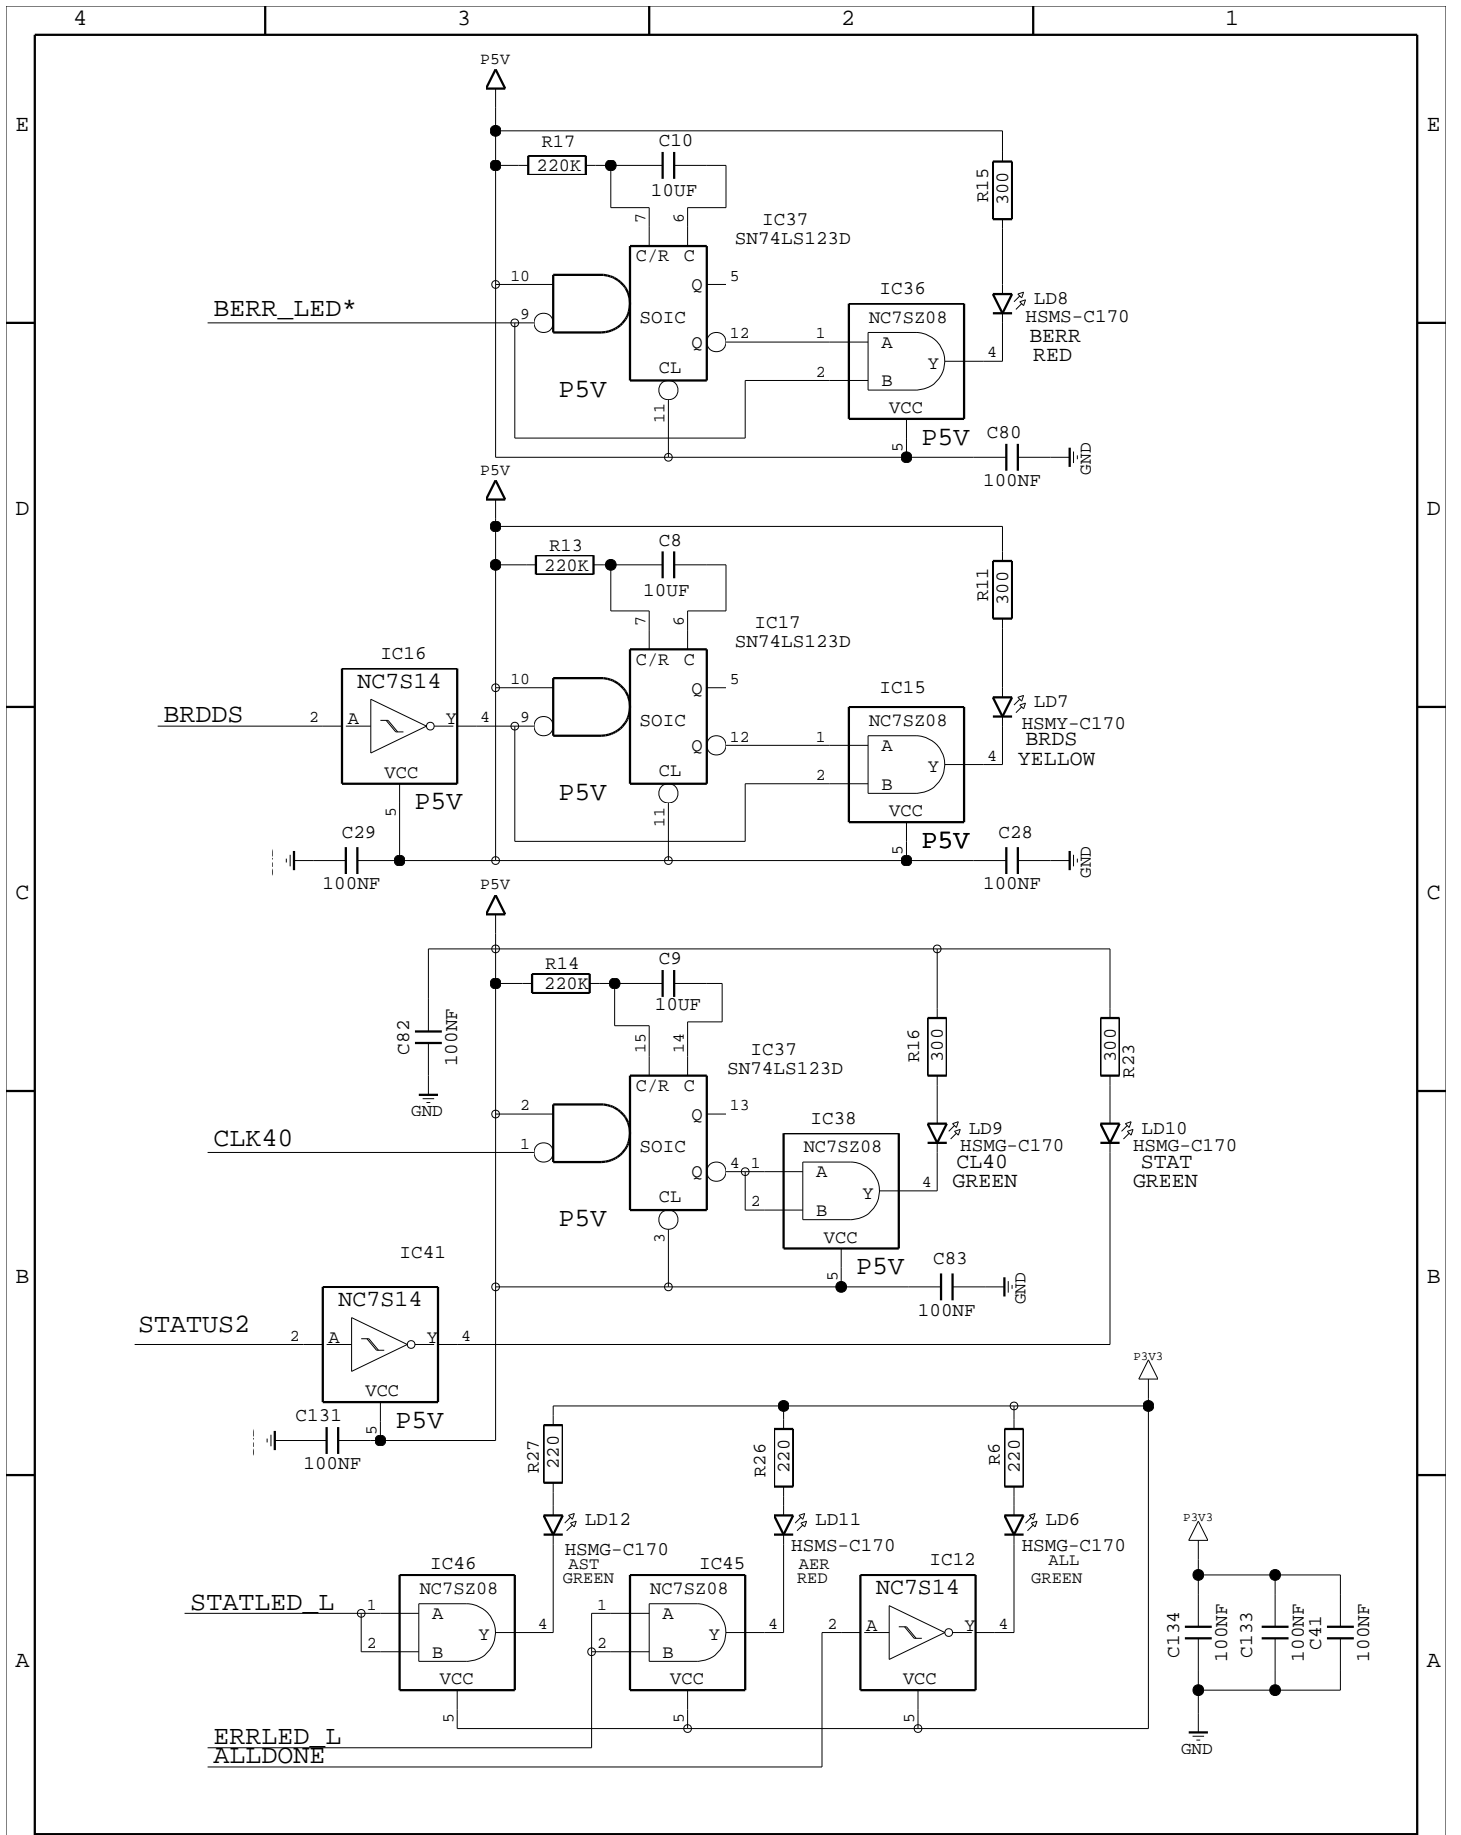 4 3 2 1
P5V
E E
R17 C10
220K
10UF
R15
300
7 6
IC37
SN74LS123D
C/R C
10
Q 5
BERR_LED*
9
SOIC
Q 12
CL
P5V
11
IC36
NC7SZ08
1 A
Y 4
2 B
VCC
5
P5V
LD8
HSMS-C170
BERR
RED
C80
100NF
GND
P5V
D D
R13 C8
220K
10UF
R11
300
7 6
IC17
SN74LS123D
C/R C
IC16
NC7S14
BRDDS
2 A Y 4
VCC
5
P5V
10
Q 5
9
SOIC
Q 12
CL
P5V
11
IC15
NC7SZ08
1 A
Y 4
2 B
VCC
5
P5V
LD7
HSMY-C170
BRDS
YELLOW
C29
100NF
C28
100NF
GND
C C
P5V
R14 C9
220K
10UF
C82
100NF
GND
15 14
IC37
SN74LS123D
C/R C
R16
300
R23
300
2
Q 13
CLK40
1
SOIC
Q 4
CL
P5V
3
IC38
NC7SZ08
1 A
Y 4
2 B
VCC
5
P5V
LD9
HSMG-C170
CL40
GREEN
LD10
HSMG-C170
STAT
GREEN
C83
100NF
GND
B B
IC41
NC7S14
STATUS2
2 A Y 4
VCC
5
P5V
C131
100NF
P3V3
R27
220
R26
220
R6
220
LD12
HSMG-C170
AST
GREEN
LD11
HSMS-C170
AER
RED
LD6
HSMG-C170
ALL
GREEN
IC46
NC7SZ08
STATLED_L
1 A
Y 4
2 B
VCC
5
IC45
NC7SZ08
1 A
Y 4
2 B
VCC
5
IC12
NC7S14
2 A Y 4
VCC
5
ERRLED_L
ALLDONE
P3V3
C134
100NF
C133
100NF
C41
100NF
GND
A A